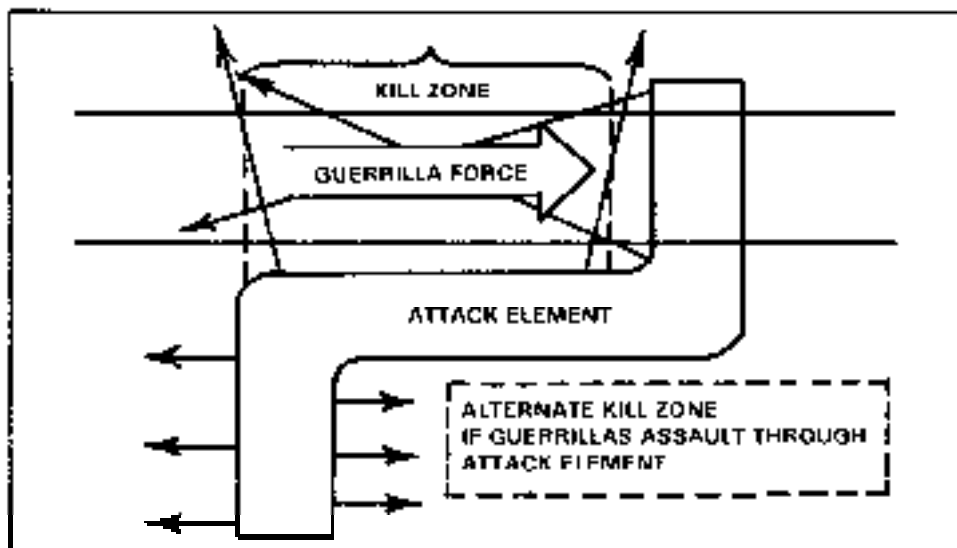 KILL ZONE
GUERRILLA FORCE
ATTACK ELEMENT
ALTERNATE KILL ZONE
IF GUERRILLAS ASSAULT THROUGH
ATTACK ELEMENT